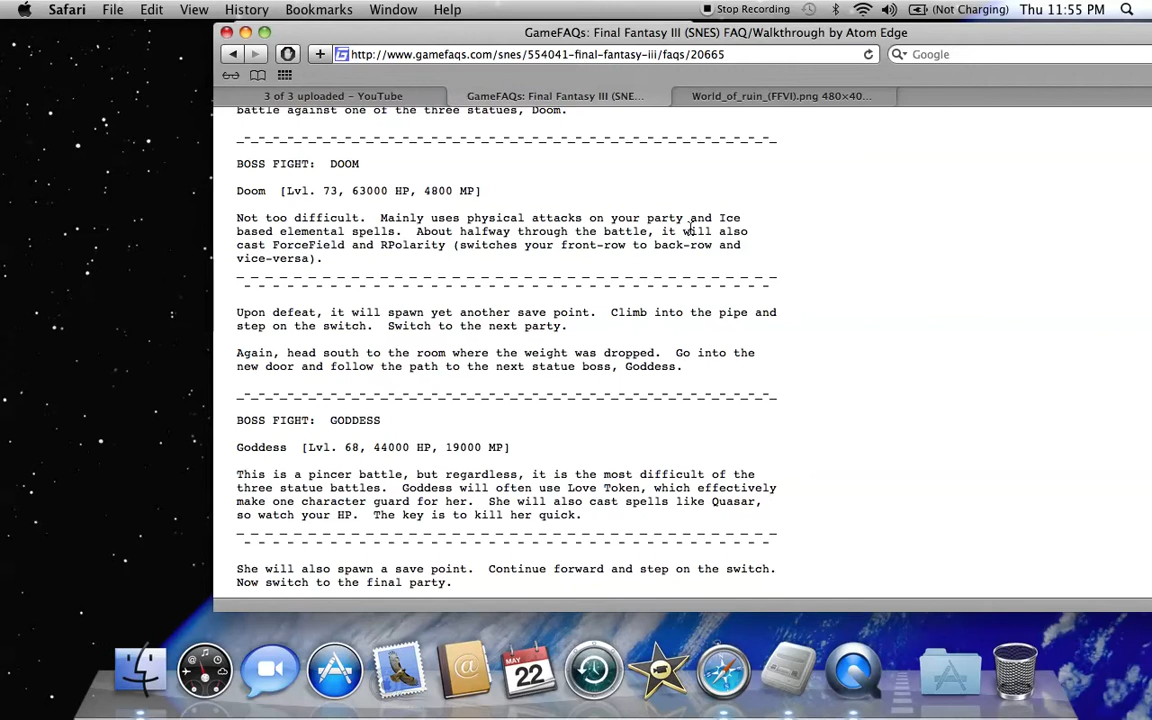 Safari File Edit View History Bookmarks Window Help Stop Recording (Not Charging) Thu 11:55 PM
GameFAQs: Final Fantasy III (SNES) FAQ/Walkthrough by Atom Edge
http://www.gamefaqs.com/snes/554041-final-fantasy-iii/faqs/20665 Google
3 of 3 uploaded – YouTube GameFAQs: Final Fantasy III (SNE... World_of_ruin_(FFVI).png 480×40...
battle against one of the three statues, Doom.
BOSS FIGHT: DOOM
Doom [Lvl. 73, 63000 HP, 4800 MP]
Not too difficult. Mainly uses physical attacks on your party and Ice
based elemental spells. About halfway through the battle, it will also
cast ForceField and RPolarity (switches your front-row to back-row and
vice-versa).
Upon defeat, it will spawn yet another save point. Climb into the pipe and
step on the switch. Switch to the next party.
Again, head south to the room where the weight was dropped. Go into the
new door and follow the path to the next statue boss, Goddess.
BOSS FIGHT: GODDESS
Goddess [Lvl. 68, 44000 HP, 19000 MP]
This is a pincer battle, but regardless, it is the most difficult of the
three statue battles. Goddess will often use Love Token, which effectively
make one character guard for her. She will also cast spells like Quasar,
so watch your HP. The key is to kill her quick.
She will also spawn a save point. Continue forward and step on the switch.
Now switch to the final party.
MAY
22